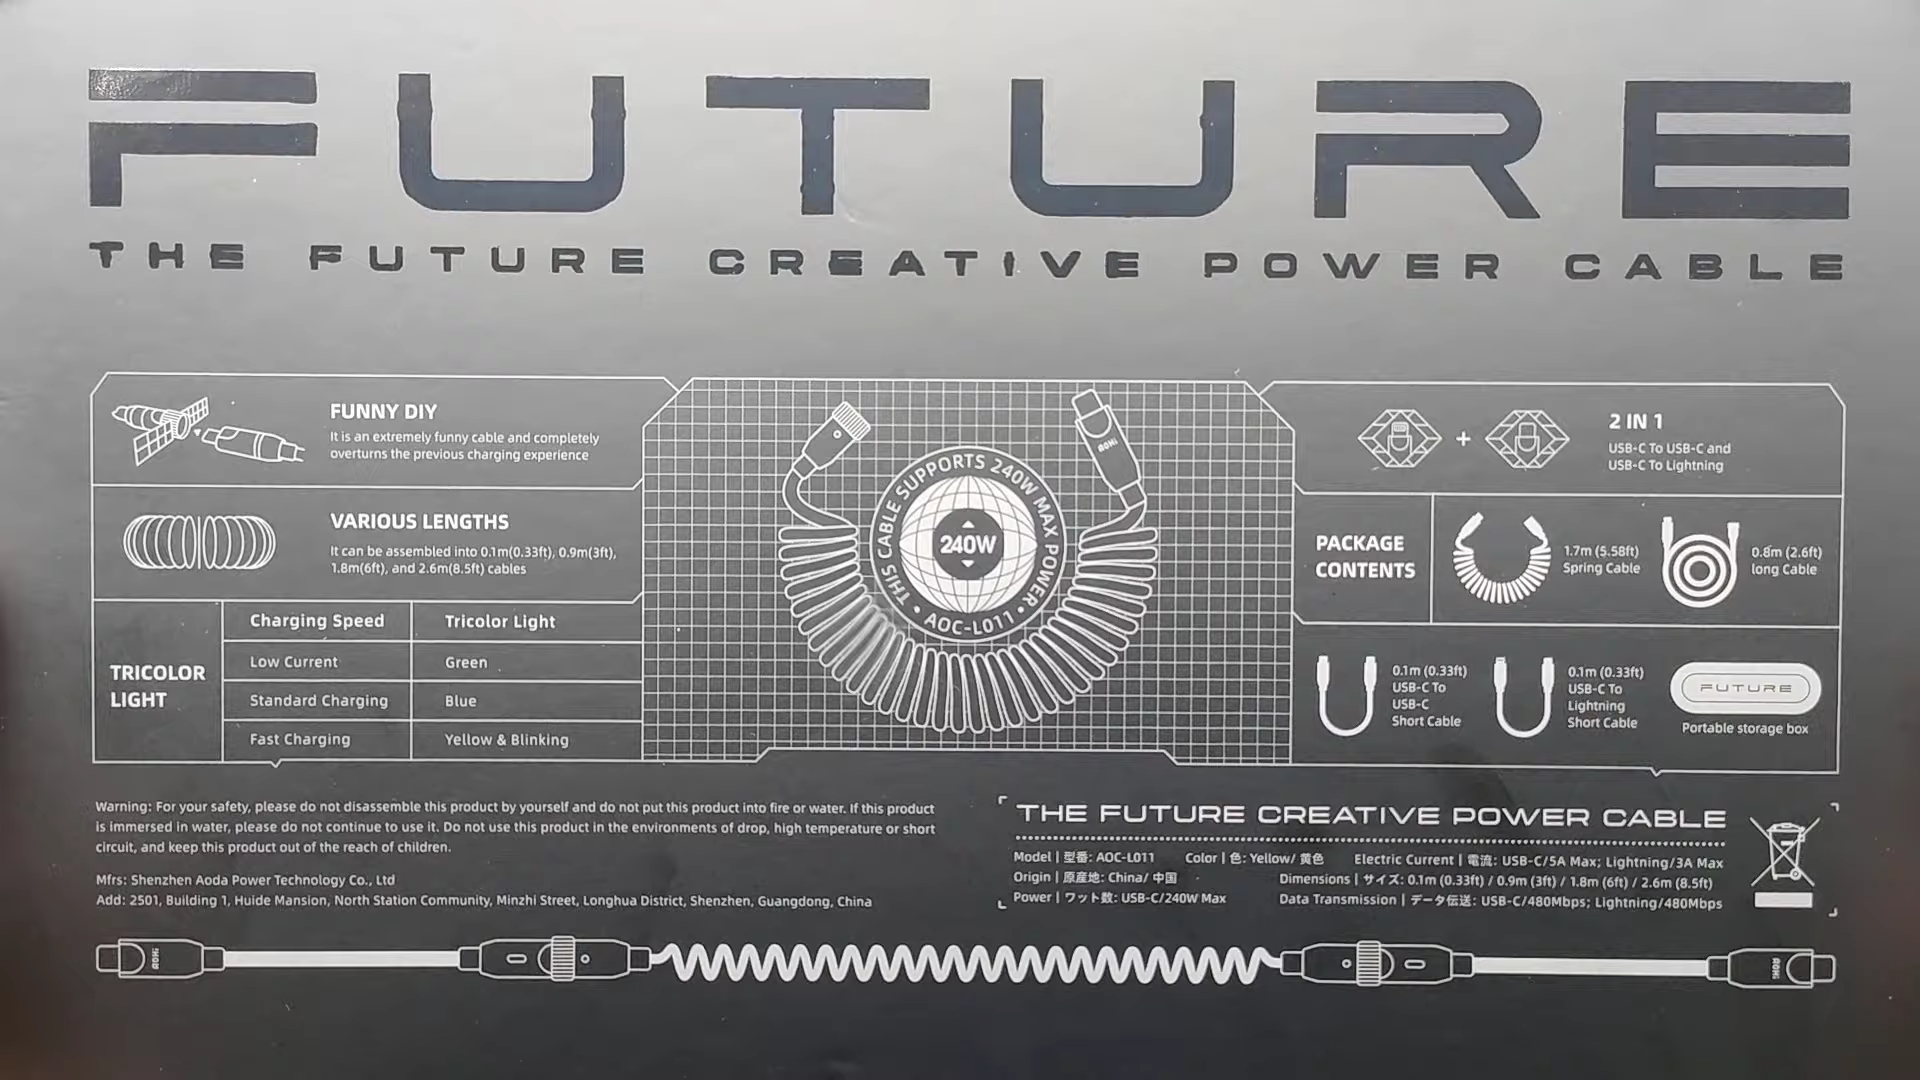 FUTURE
THE FUTURE CREATIVE POWER CABLE
FUNNY DIY
It is an extremely funny cable and completely
overturns the previous charging experience
VARIOUS LENGTHS
It can be assembled into 0.1m(0.33ft), 0.9m(3ft),
1.8m(6ft), and 2.6m(8.5ft) cables
TRICOLOR
LIGHT
Charging Speed Tricolor Light
Low Current Green
Standard Charging Blue
Fast Charging Yellow & Blinking
AOHi
THIS CABLE SUPPORTS 240W MAX POWER
240W
AOC-L011
2 IN 1
USB-C To USB-C and
USB-C To Lightning
PACKAGE
CONTENTS
1.7m (5.58ft)
Spring Cable
0.8m (2.6ft)
long Cable
0.1m (0.33ft)
USB-C To
USB-C
Short Cable
0.1m (0.33ft)
USB-C To
Lightning
Short Cable
FUTURE
Portable storage box
Warning: For your safety, please do not disassemble this product by yourself and do not put this product into fire or water. If this product
is immersed in water, please do not continue to use it. Do not use this product in the environments of drop, high temperature or short
circuit, and keep this product out of the reach of children.
Mfrs: Shenzhen Aoda Power Technology Co., Ltd
Add: 2501, Building 1, Huide Mansion, North Station Community, Minzhi Street, Longhua District, Shenzhen, Guangdong, China
THE FUTURE CREATIVE POWER CABLE
Model | 型番: AOC-L011 Color | 色: Yellow/ 黄色 Electric Current | 電流: USB-C/5A Max; Lightning/3A Max
Origin | 原産地: China/ 中国 Dimensions | サイズ: 0.1m (0.33ft) / 0.9m (3ft) / 1.8m (6ft) / 2.6m (8.5ft)
Power | ワット数: USB-C/240W Max Data Transmission | データ伝送: USB-C/480Mbps; Lightning/480Mbps
AOHi
AOHi